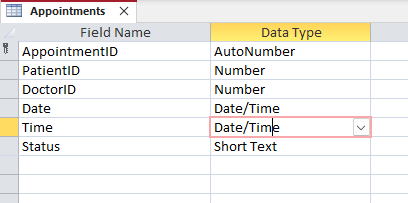 Appointments
Field Name Data Type
AppointmentID AutoNumber
PatientID Number
DoctorID Number
Date Date/Time
Time Date/Time
Status Short Text